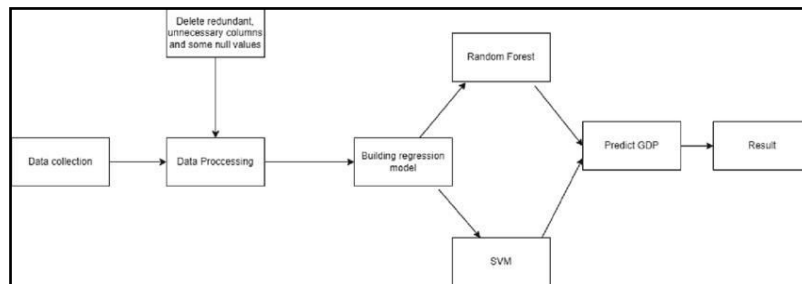 Delete redundant,
unnecessary columns
and some null values
Random Forest
Data collection
Data Proccessing
Building regression
model
Predict GDP
Result
SVM